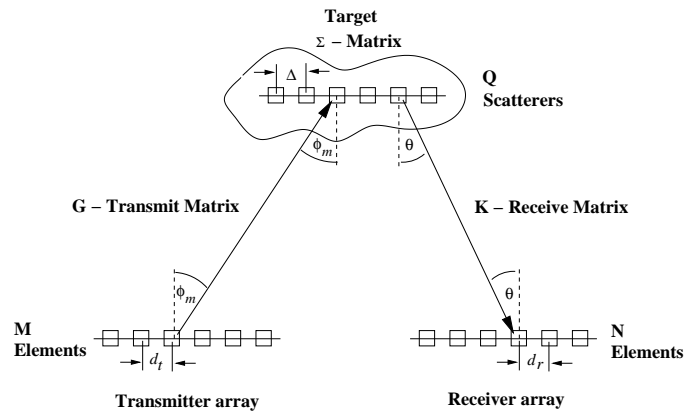 Target
Σ – Matrix
Δ
Q
Scatterers
ϕm
θ
G – Transmit Matrix
K – Receive Matrix
ϕm
θ
M
Elements
N
Elements
dt
dr
Transmitter array
Receiver array